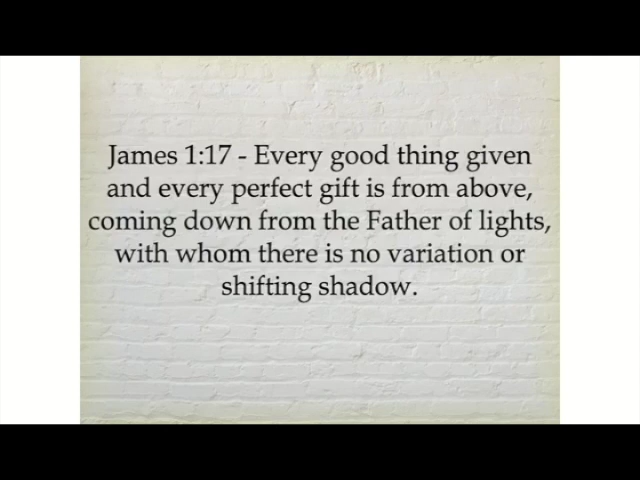 James 1:17 - Every good thing given
and every perfect gift is from above,
coming down from the Father of lights,
with whom there is no variation or
shifting shadow.